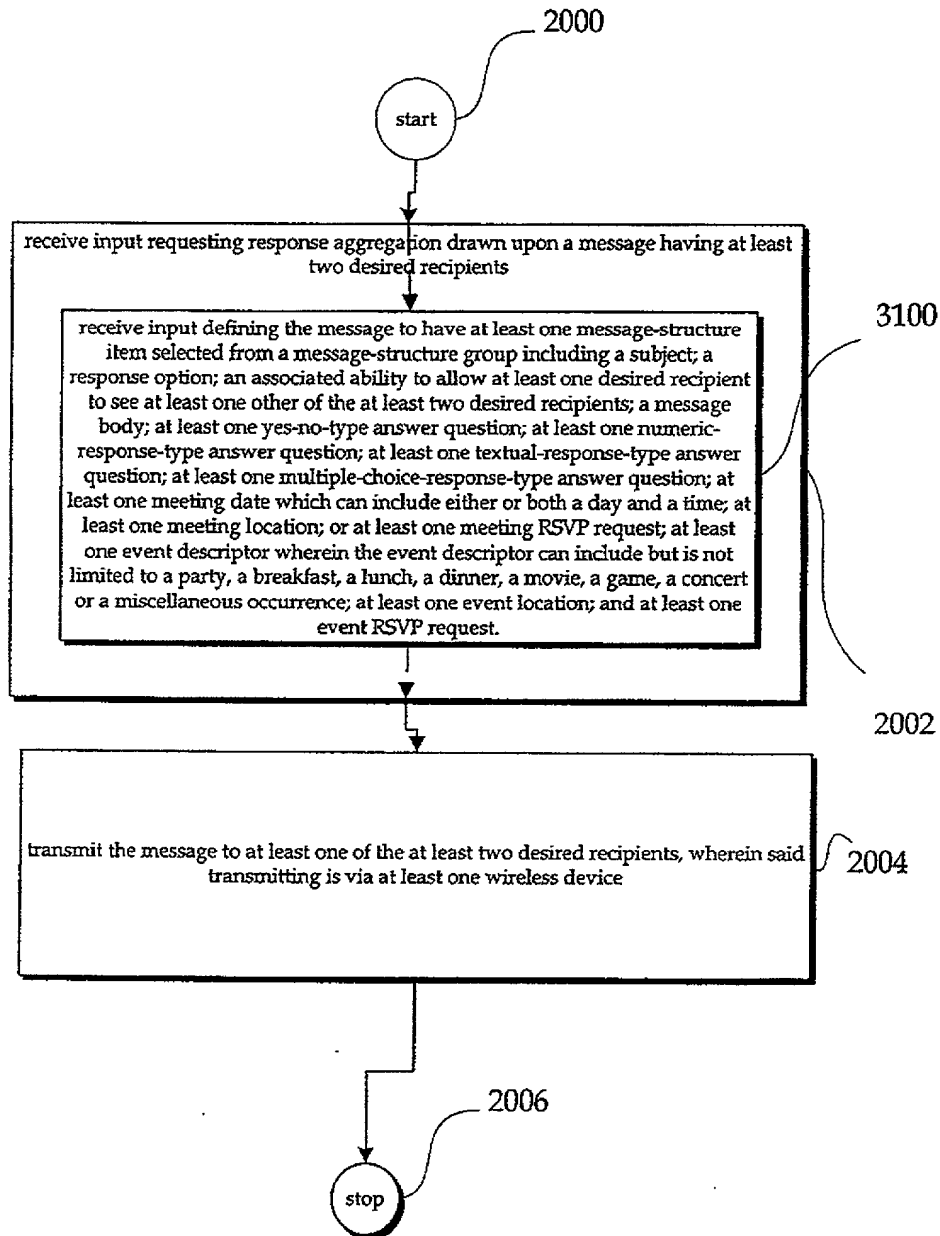 2000
start
receive input requesting response aggregation drawn upon a message having at least
two desired recipients
receive input defining the message to have at least one message-structure
item selected from a message-structure group including a subject; a
response option; an associated ability to allow at least one desired recipient
to see at least one other of the at least two desired recipients; a message
body; at least one yes-no-type answer question; at least one numeric-
response-type answer question; at least one textual-response-type answer
question; at least one multiple-choice-response-type answer question; at
least one meeting date which can include either or both a day and a time; at
least one meeting location; or at least one meeting RSVP request; at least
one event descriptor wherein the event descriptor can include but is not
limited to a party, a breakfast, a lunch, a dinner, a movie, a game, a concert
or a miscellaneous occurrence; at least one event location; and at least one
event RSVP request.
3100
2002
transmit the message to at least one of the at least two desired recipients, wherein said
transmitting is via at least one wireless device
2004
2006
stop